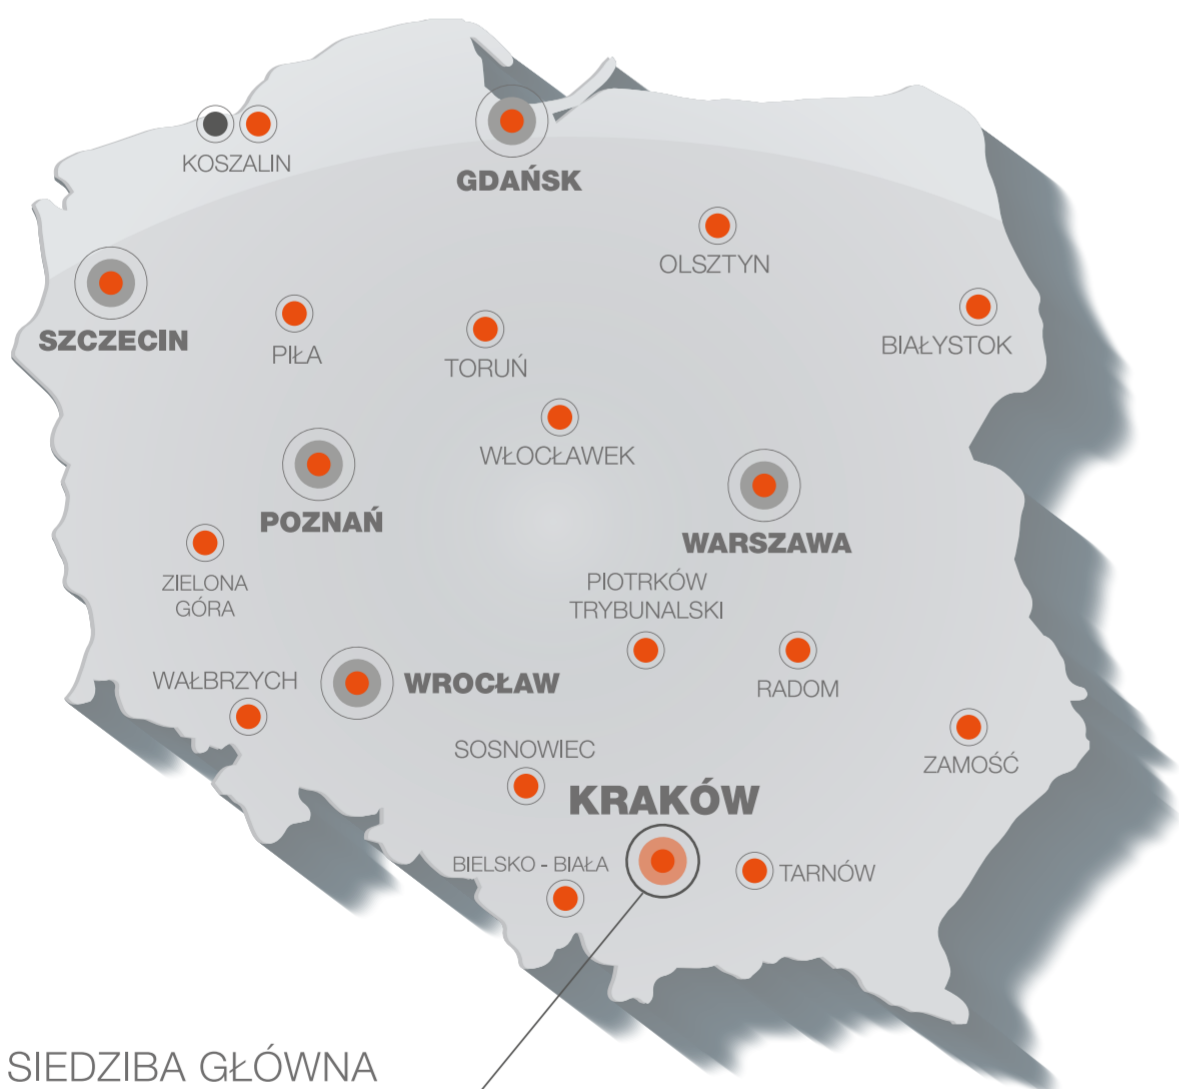 KOSZALIN
GDAŃSK
OLSZTYN
SZCZECIN
PIŁA
TORUŃ
BIAŁYSTOK
WŁOCŁAWEK
POZNAŃ
WARSZAWA
ZIELONA
GÓRA
PIOTRKÓW
TRYBUNALSKI
WAŁBRZYCH
WROCŁAW
RADOM
SOSNOWIEC
ZAMOŚĆ
KRAKÓW
BIELSKO - BIAŁA
TARNÓW
SIEDZIBA GŁÓWNA